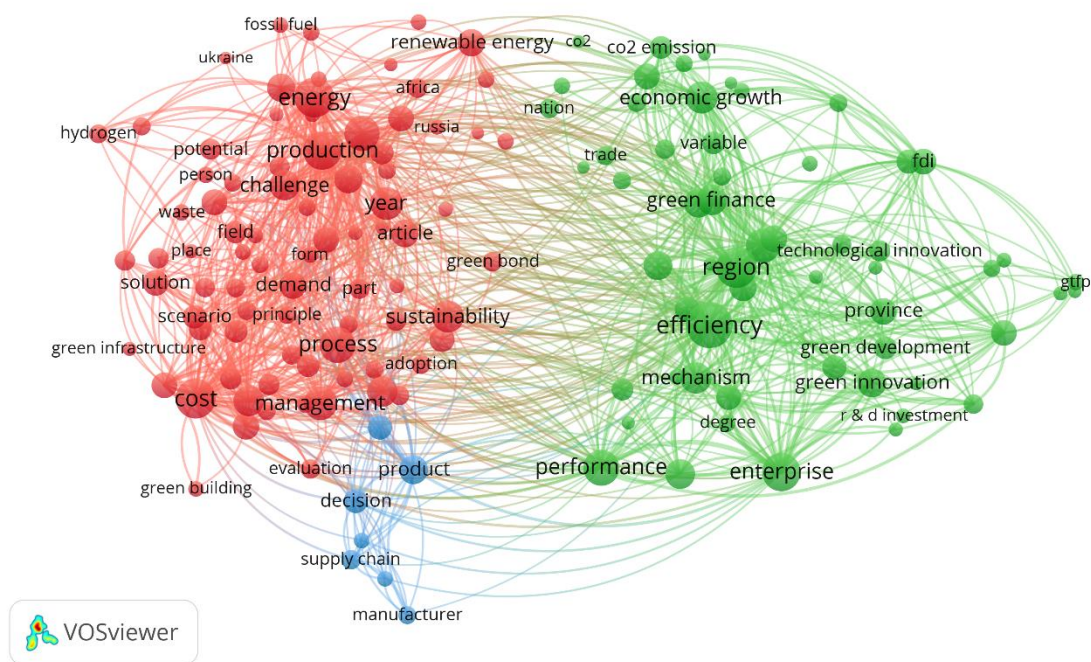 fossil fuel
renewable energy
co2
co2 emission
ukraine
energy
africa
economic growth
nation
russia
hydrogen
potential
production
variable
trade
fdi
person
challenge
year
green finance
waste
field
article
place
form
green bond
technological innovation
solution
demand
part
region
gtfp
scenario
principle
sustainability
efficiency
province
green infrastructure
process
adoption
green development
mechanism
green innovation
cost
management
degree
r & d investment
evaluation
product
performance
enterprise
green building
decision
supply chain
manufacturer
VOSviewer